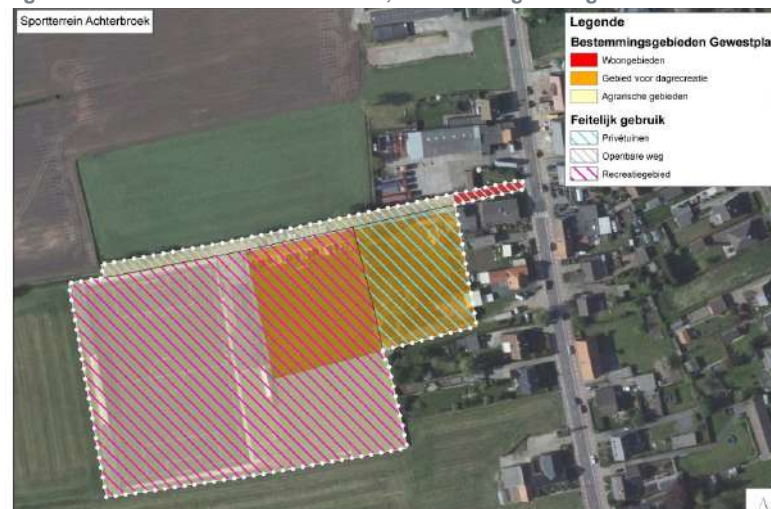 Sportterrein Achterbroek
Legende
Bestemmingsgebieden Gewestpla
Woongebieden
Gebied voor dagrecreatie
Agrarische gebieden
Feitelijk gebruik
Privétuinen
Openbare weg
Recreatiegebied